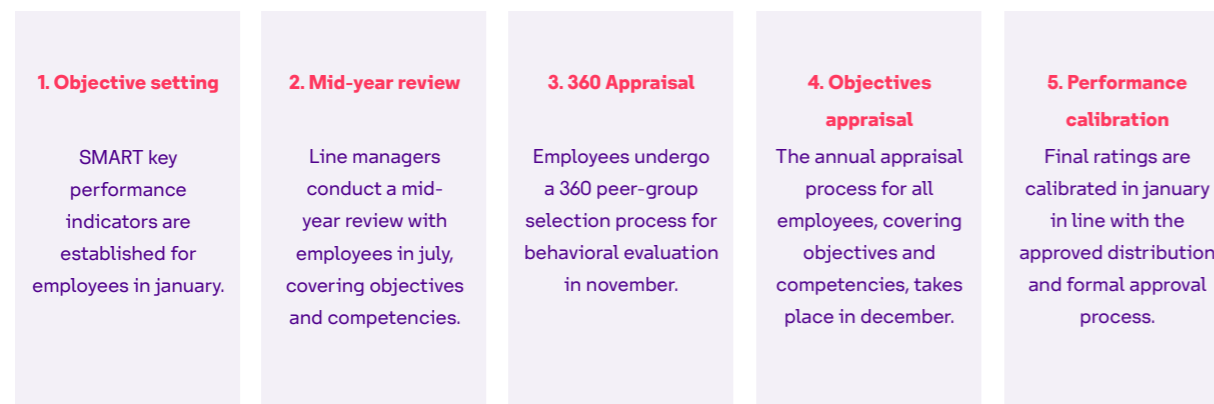 1. Objective setting
SMART key
performance
indicators are
established for
employees in january.
2. Mid-year review
Line managers
conduct a mid-
year review with
employees in july,
covering objectives
and competencies.
3. 360 Appraisal
Employees undergo
a 360 peer-group
selection process for
behavioral evaluation
in november.
4. Objectives
appraisal
The annual appraisal
process for all
employees, covering
objectives and
competencies, takes
place in december.
5. Performance
calibration
Final ratings are
calibrated in january
in line with the
approved distribution
and formal approval
process.